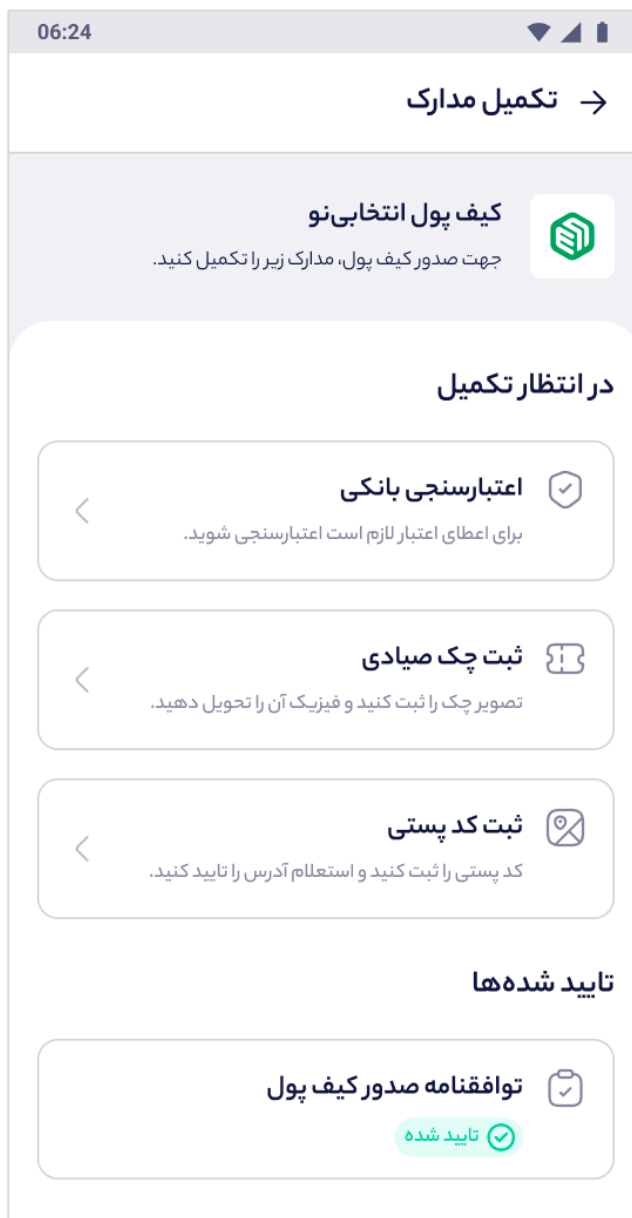 06:24
تکمیل مدارک
کیف پول انتخابی‌نو
جهت صدور کیف پول، مدارک زیر را تکمیل کنید.
در انتظار تکمیل
اعتبارسنجی بانکی
برای اعطای اعتبار لازم است اعتبارسنجی شوید.
ثبت چک صیادی
تصویر چک را ثبت کنید و فیزیک آن را تحویل دهید.
ثبت کد پستی
کد پستی را ثبت کنید و استعلام آدرس را تایید کنید.
تایید شده‌ها
توافقنامه صدور کیف پول
تایید شده